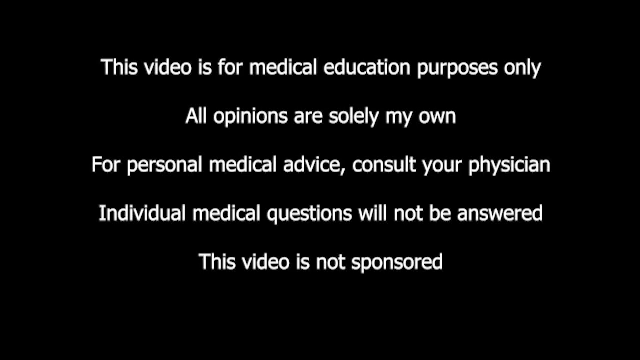 This video is for medical education purposes only
All opinions are solely my own
For personal medical advice, consult your physician
Individual medical questions will not be answered
This video is not sponsored